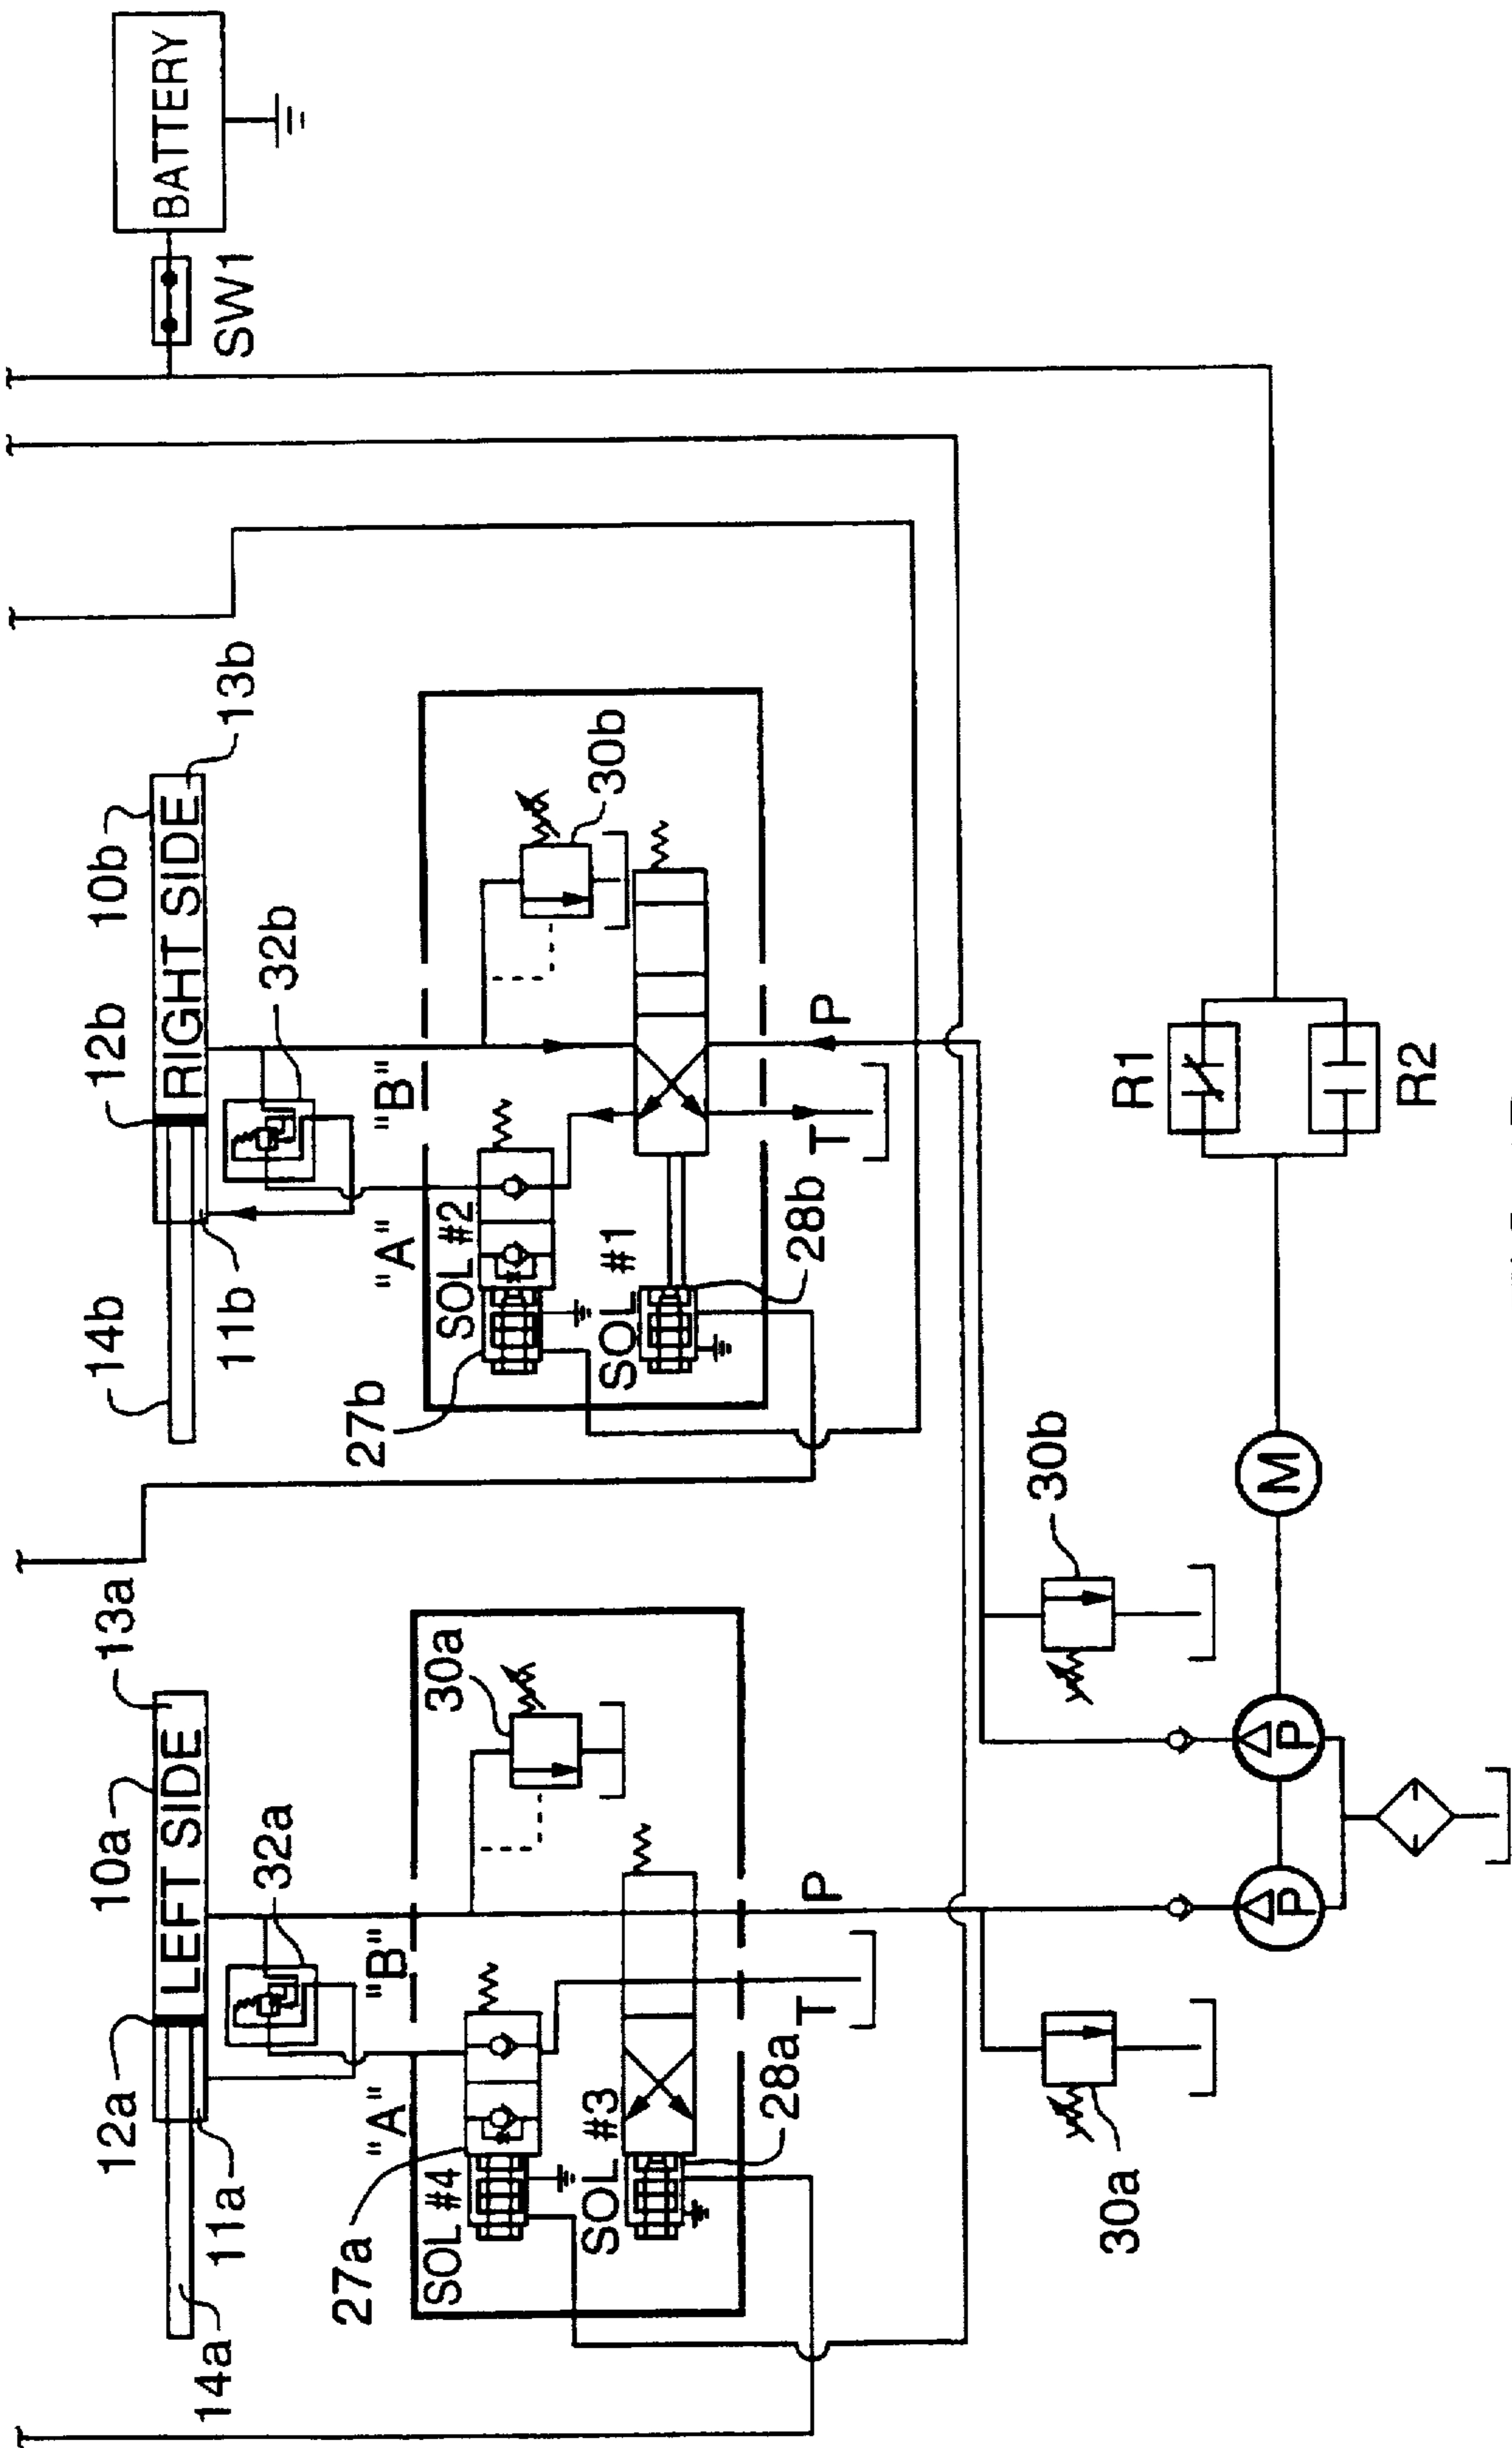 14a
11a
12a
10a
13a
LEFT SIDE
32a
27a
"A"
"B"
30a
SOL #4
SOL #3
28a
T
P
14b
11b
12b
10b
13b
RIGHT SIDE
32b
27b
"A"
"B"
30b
SOL #2
SOL #1
28b
T
P
BATTERY
SW1
30a
30b
P
P
M
R1
R2